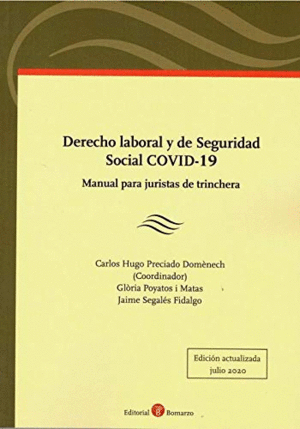 Derecho laboral y de Seguridad
Social COVID-19
Manual para juristas de trinchera
Carlos Hugo Preciado Domènech
(Coordinador)
Glòria Poyatos i Matas
Jaime Segalés Fidalgo
Edición actualizada
julio 2020
Editorial Bomarzo